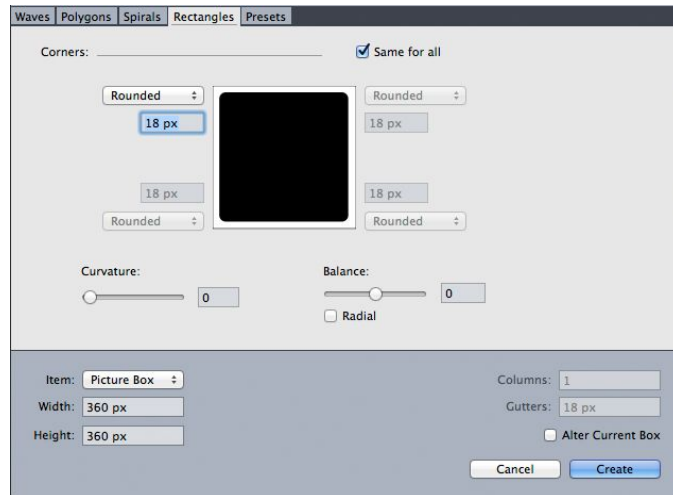 Waves Polygons Spirals Rectangles Presets
Corners: Same for all
Rounded Rounded
18 px 18 px
18 px 18 px
Rounded Rounded
Curvature: Balance:
0 0
Radial
Item: Picture Box Columns: 1
Width: 360 px Gutters: 18 px
Height: 360 px Alter Current Box
Cancel Create